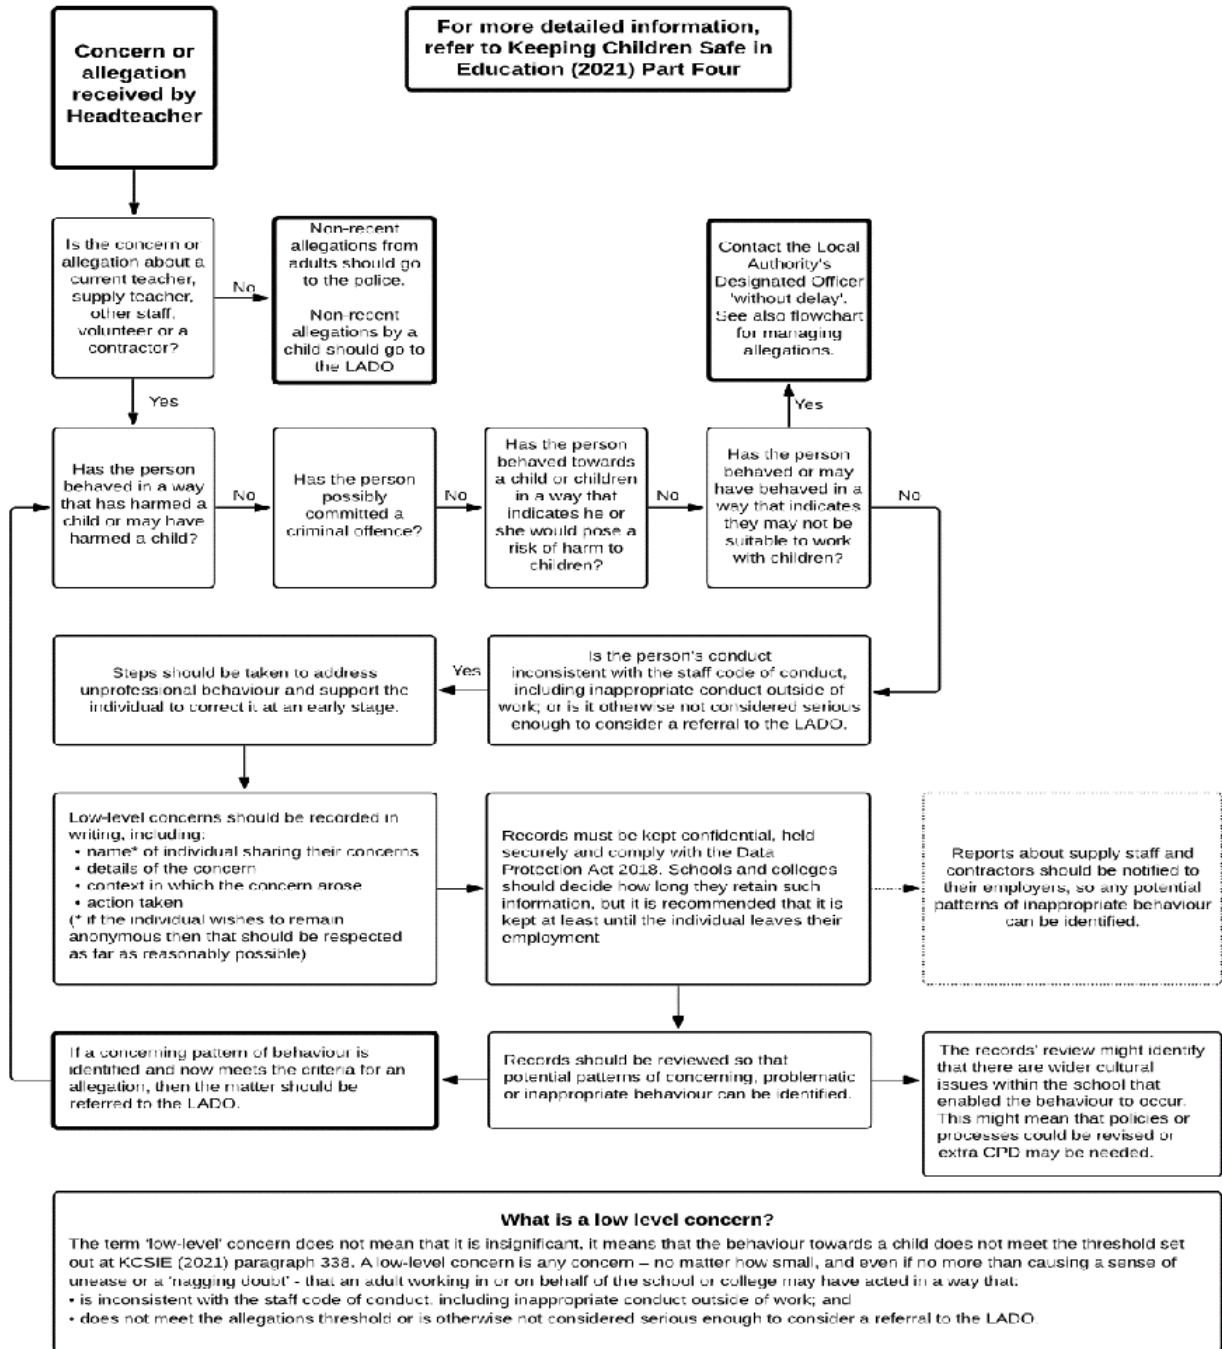 Concern or
allegation
received by
Headteacher
For more detailed information,
refer to Keeping Children Safe in
Education (2021) Part Four
Is the concern or
allegation about a
current teacher,
supply teacher,
other staff,
volunteer or a
contractor?
No
Non-recent
allegations from
adults should go
to the police.
Non-recent
allegations by a
child should go to
the LADO
Contact the Local
Authority's
Designated Officer
'without delay'.
See also flowchart
for managing
allegations.
Yes
Yes
Has the person
behaved in a way
that has harmed a
child or may have
harmed a child?
No
Has the person
possibly
committed a
criminal offence?
No
Has the person
behaved towards
a child or children
in a way that
indicates he or
she would pose a
risk of harm to
children?
No
Has the person
behaved or may
have behaved in a
way that indicates
they may not be
suitable to work
with children?
No
Steps should be taken to address
unprofessional behaviour and support the
individual to correct it at an early stage.
Yes
Is the person's conduct
inconsistent with the staff code of conduct,
including inappropriate conduct outside of
work; or is it otherwise not considered serious
enough to consider a referral to the LADO.
Low-level concerns should be recorded in
writing, including:
• name* of individual sharing their concerns
• details of the concern
• context in which the concern arose
• action taken
(* if the individual wishes to remain
anonymous then that should be respected
as far as reasonably possible)
Records must be kept confidential, held
securely and comply with the Data
Protection Act 2018. Schools and colleges
should decide how long they retain such
information, but it is recommended that it is
kept at least until the individual leaves their
employment
Reports about supply staff and
contractors should be notified to
their employers, so any potential
patterns of inappropriate behaviour
can be identified.
If a concerning pattern of behaviour is
identified and now meets the criteria for an
allegation, then the matter should be
referred to the LADO.
Records should be reviewed so that
potential patterns of concerning, problematic
or inappropriate behaviour can be identified.
The records' review might identify
that there are wider cultural
issues within the school that
enabled the behaviour to occur.
This might mean that policies or
processes could be revised or
extra CPD may be needed.
What is a low level concern?
The term 'low-level' concern does not mean that it is insignificant, it means that the behaviour towards a child does not meet the threshold set
out at KCSIE (2021) paragraph 338. A low-level concern is any concern – no matter how small, and even if no more than causing a sense of
unease or a 'nagging doubt' - that an adult working in or on behalf of the school or college may have acted in a way that:
• is inconsistent with the staff code of conduct, including inappropriate conduct outside of work; and
• does not meet the allegations threshold or is otherwise not considered serious enough to consider a referral to the LADO.